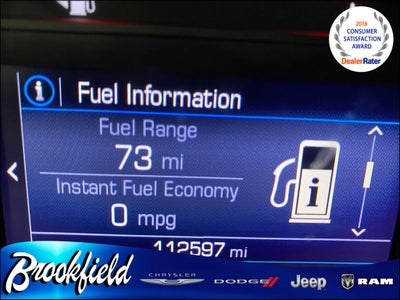 2018
CONSUMER
SATISFACTION
AWARD
DealerRater
i Fuel Information
Fuel Range
73 mi
Instant Fuel Economy
0 mpg
i
112597 mi
Brookfield
CHRYSLER
DODGE
Jeep
RAM